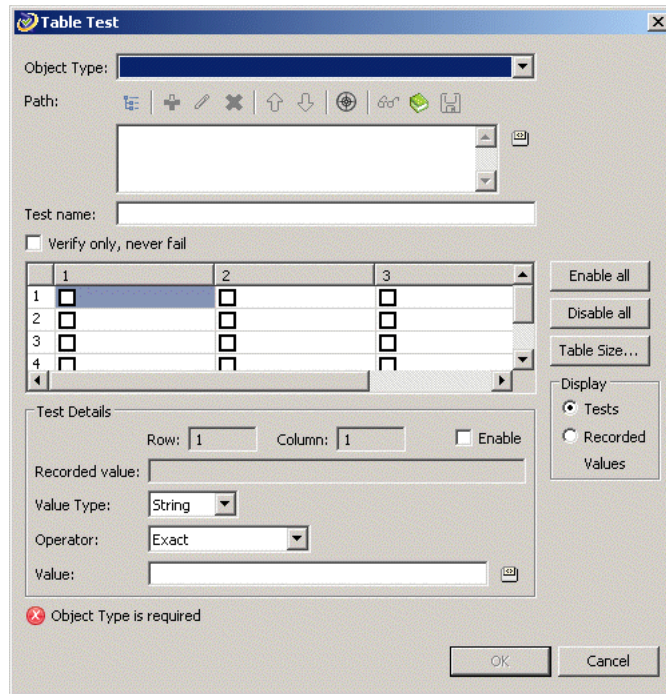 Table Test
Object Type:
Path:
Test name:
Verify only, never fail
1 2 3
1
2
3
4
Enable all
Disable all
Table Size...
Display
Tests
Recorded
Values
Test Details
Row: 1 Column: 1 Enable
Recorded value:
Value Type: String
Operator: Exact
Value:
Object Type is required
OK Cancel